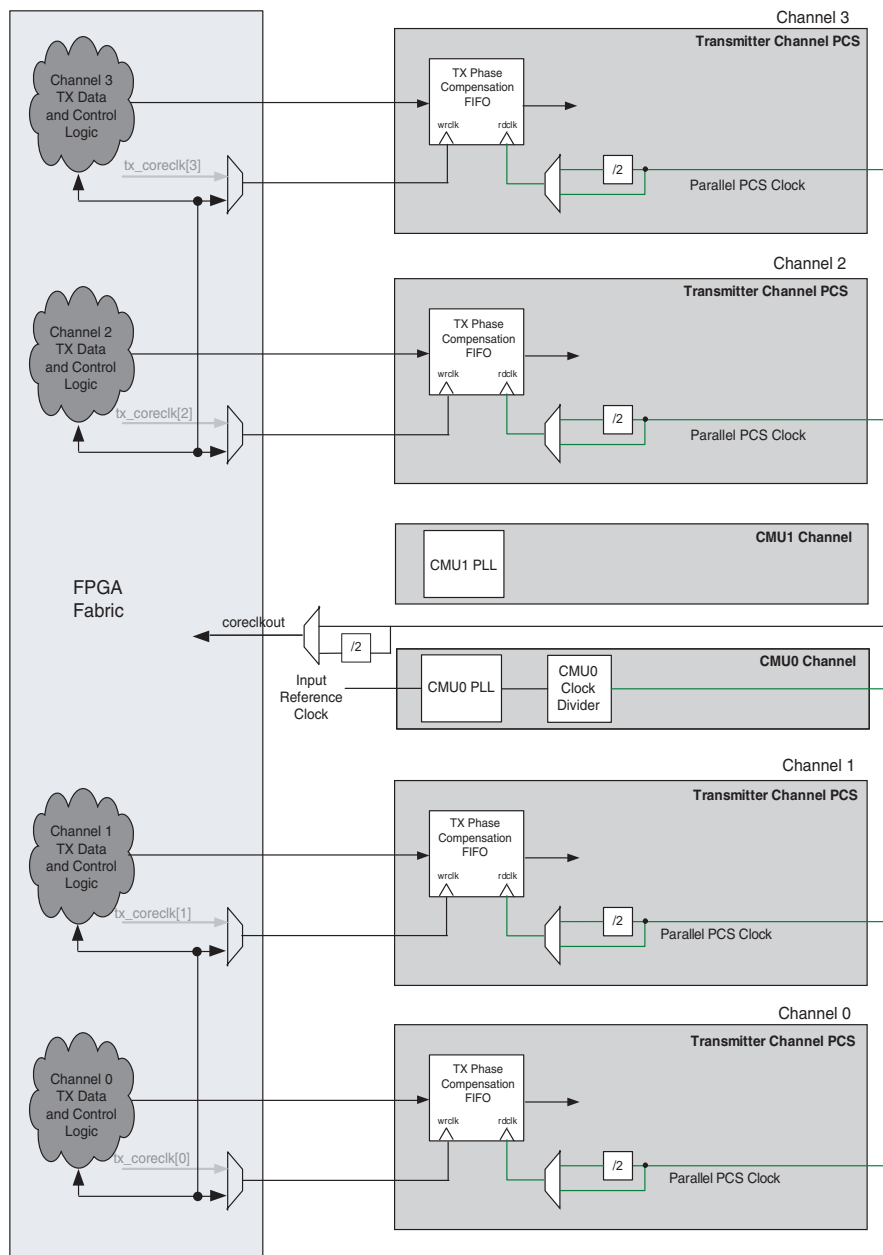 Channel 3
Transmitter Channel PCS
Channel 3
TX Data
and Control
Logic
TX Phase
Compensation
FIFO
wrclk
rdclk
tx_coreclk[3]
/2
Parallel PCS Clock
Channel 2
Transmitter Channel PCS
Channel 2
TX Data
and Control
Logic
TX Phase
Compensation
FIFO
wrclk
rdclk
tx_coreclk[2]
/2
Parallel PCS Clock
CMU1 Channel
CMU1 PLL
FPGA
Fabric
coreclkout
/2
CMU0 Channel
Input
Reference
Clock
CMU0 PLL
CMU0
Clock
Divider
Channel 1
Transmitter Channel PCS
Channel 1
TX Data
and Control
Logic
TX Phase
Compensation
FIFO
wrclk
rdclk
tx_coreclk[1]
/2
Parallel PCS Clock
Channel 0
Transmitter Channel PCS
Channel 0
TX Data
and Control
Logic
TX Phase
Compensation
FIFO
wrclk
rdclk
tx_coreclk[0]
/2
Parallel PCS Clock